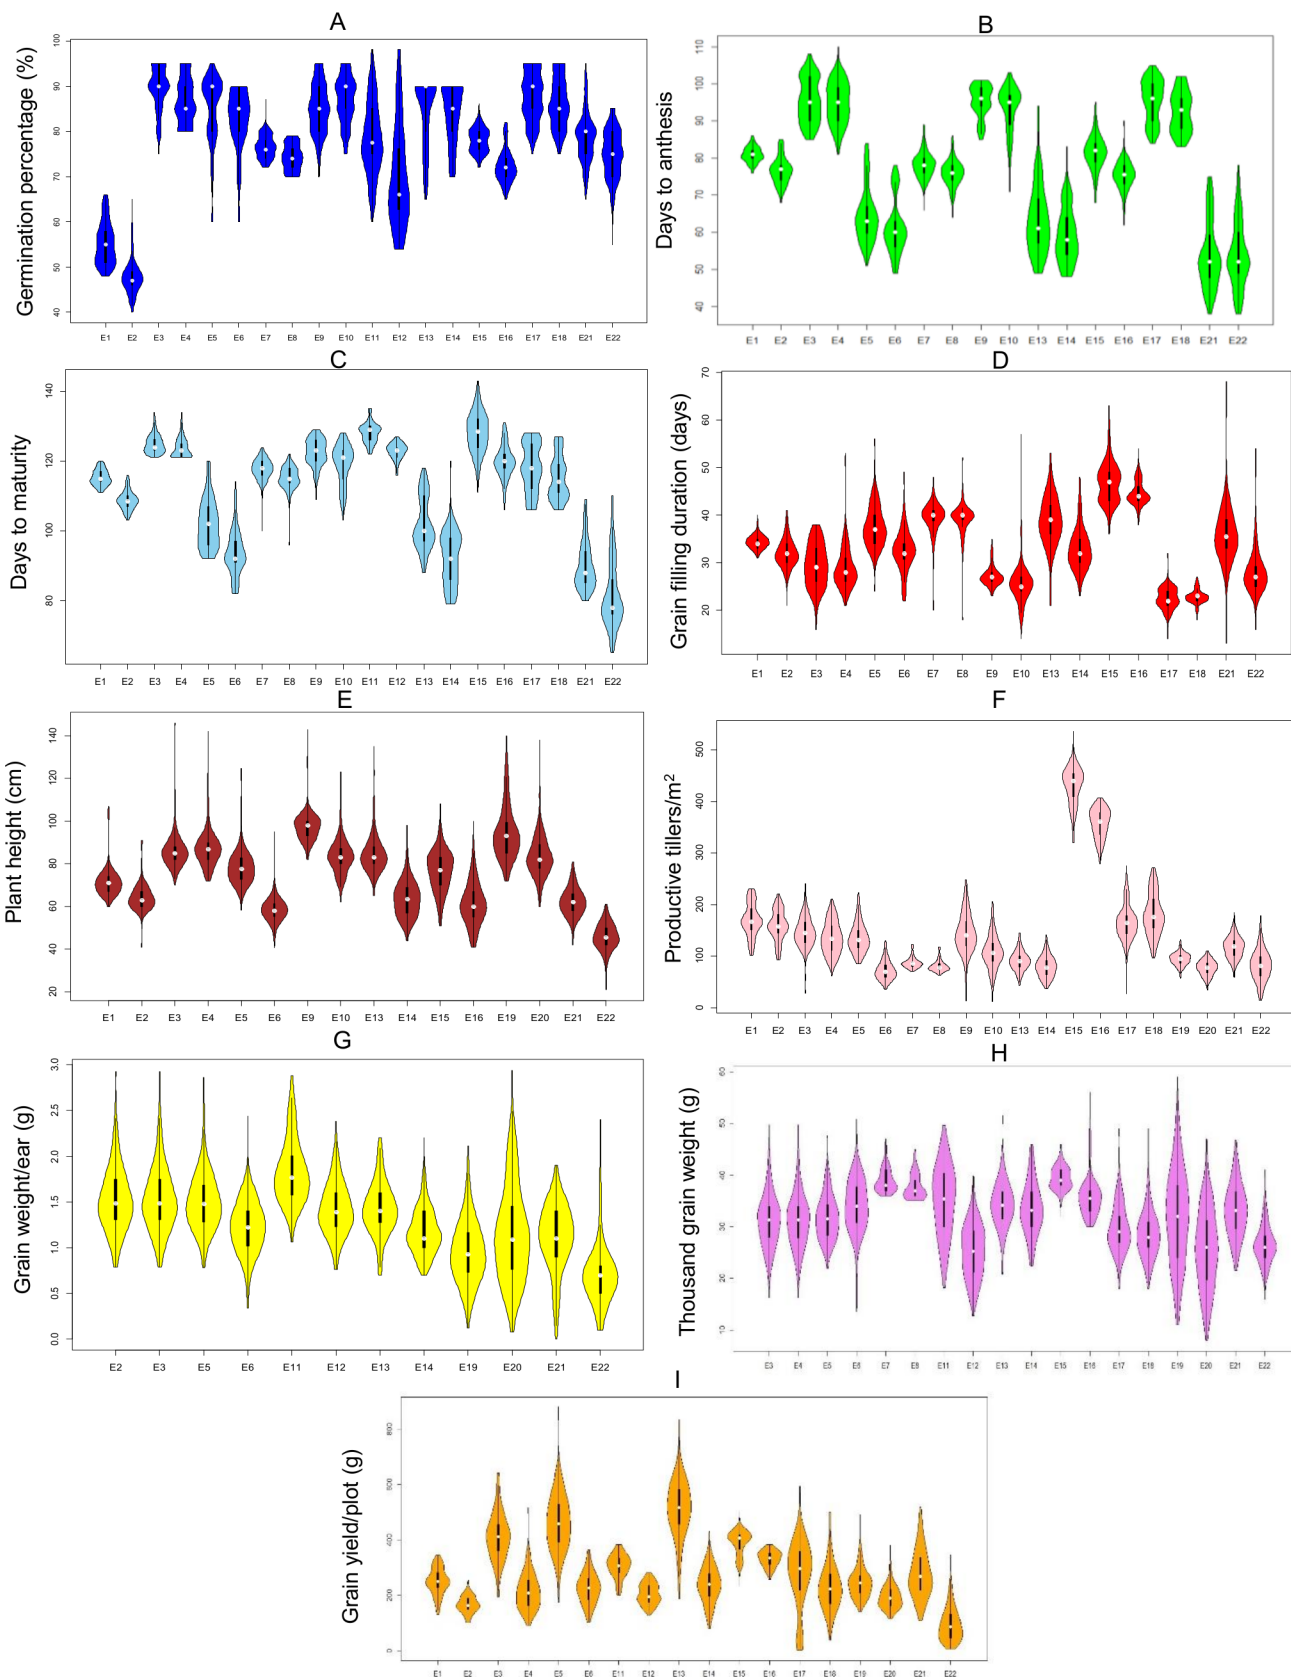 A
Germination percentage (%)
100
90
80
70
60
50
40
E1 E2 E3 E4 E5 E6 E7 E8 E9 E10 E11 E12 E13 E14 E15 E16 E17 E18 E21 E22
B
Days to anthesis
110
100
90
80
70
60
50
40
E1 E2 E3 E4 E5 E6 E7 E8 E9 E10 E13 E14 E15 E16 E17 E18 E21 E22
C
Days to maturity
140
120
100
80
E1 E2 E3 E4 E5 E6 E7 E8 E9 E10 E11 E12 E13 E14 E15 E16 E17 E18 E21 E22
D
Grain filling duration (days)
70
60
50
40
30
20
E1 E2 E3 E4 E5 E6 E7 E8 E9 E10 E13 E14 E15 E16 E17 E18 E21 E22
E
Plant height (cm)
140
120
100
80
60
40
20
E1 E2 E3 E4 E5 E6 E9 E10 E13 E14 E15 E16 E19 E20 E21 E22
F
Productive tillers/m²
500
400
300
200
100
0
E1 E2 E3 E4 E5 E6 E7 E8 E9 E10 E13 E14 E15 E16 E17 E18 E19 E20 E21 E22
G
Grain weight/ear (g)
3.0
2.5
2.0
1.5
1.0
0.5
0.0
E2 E3 E5 E6 E11 E12 E13 E14 E19 E20 E21 E22
H
Thousand grain weight (g)
60
50
40
30
20
10
E3 E4 E5 E6 E7 E8 E11 E12 E13 E14 E15 E16 E17 E18 E19 E20 E21 E22
I
Grain yield/plot (g)
800
600
400
200
0
E1 E2 E3 E4 E5 E6 E11 E12 E13 E14 E15 E16 E17 E18 E19 E20 E21 E22